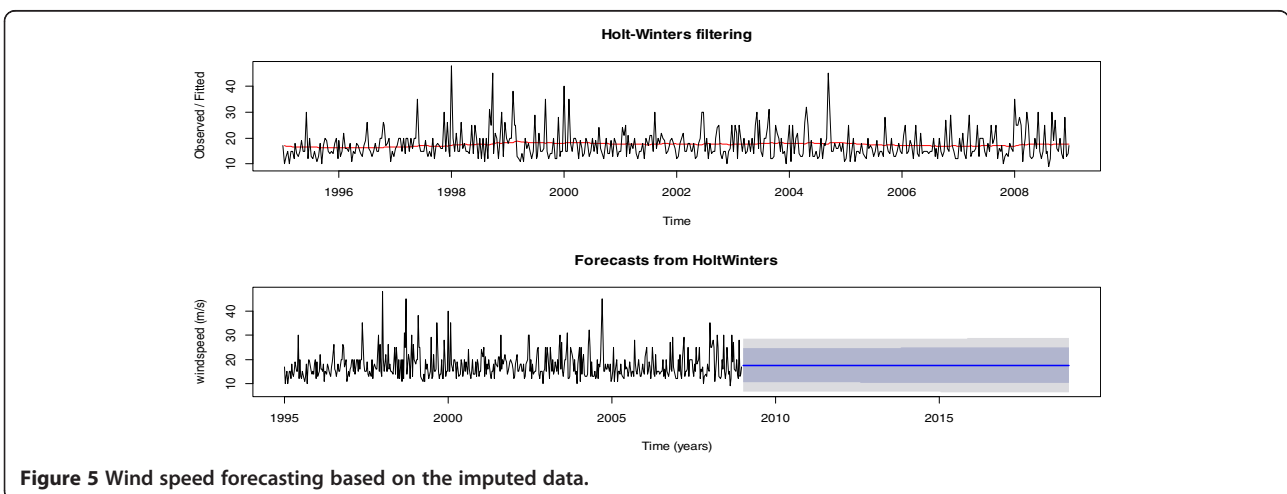 Holt-Winters filtering
Observed / Fitted
40
30
20
10
1996 1998 2000 2002 2004 2006 2008
Time
Forecasts from HoltWinters
windspeed (m/s)
40
30
20
10
1995 2000 2005 2010 2015
Time (years)
Figure 5 Wind speed forecasting based on the imputed data.